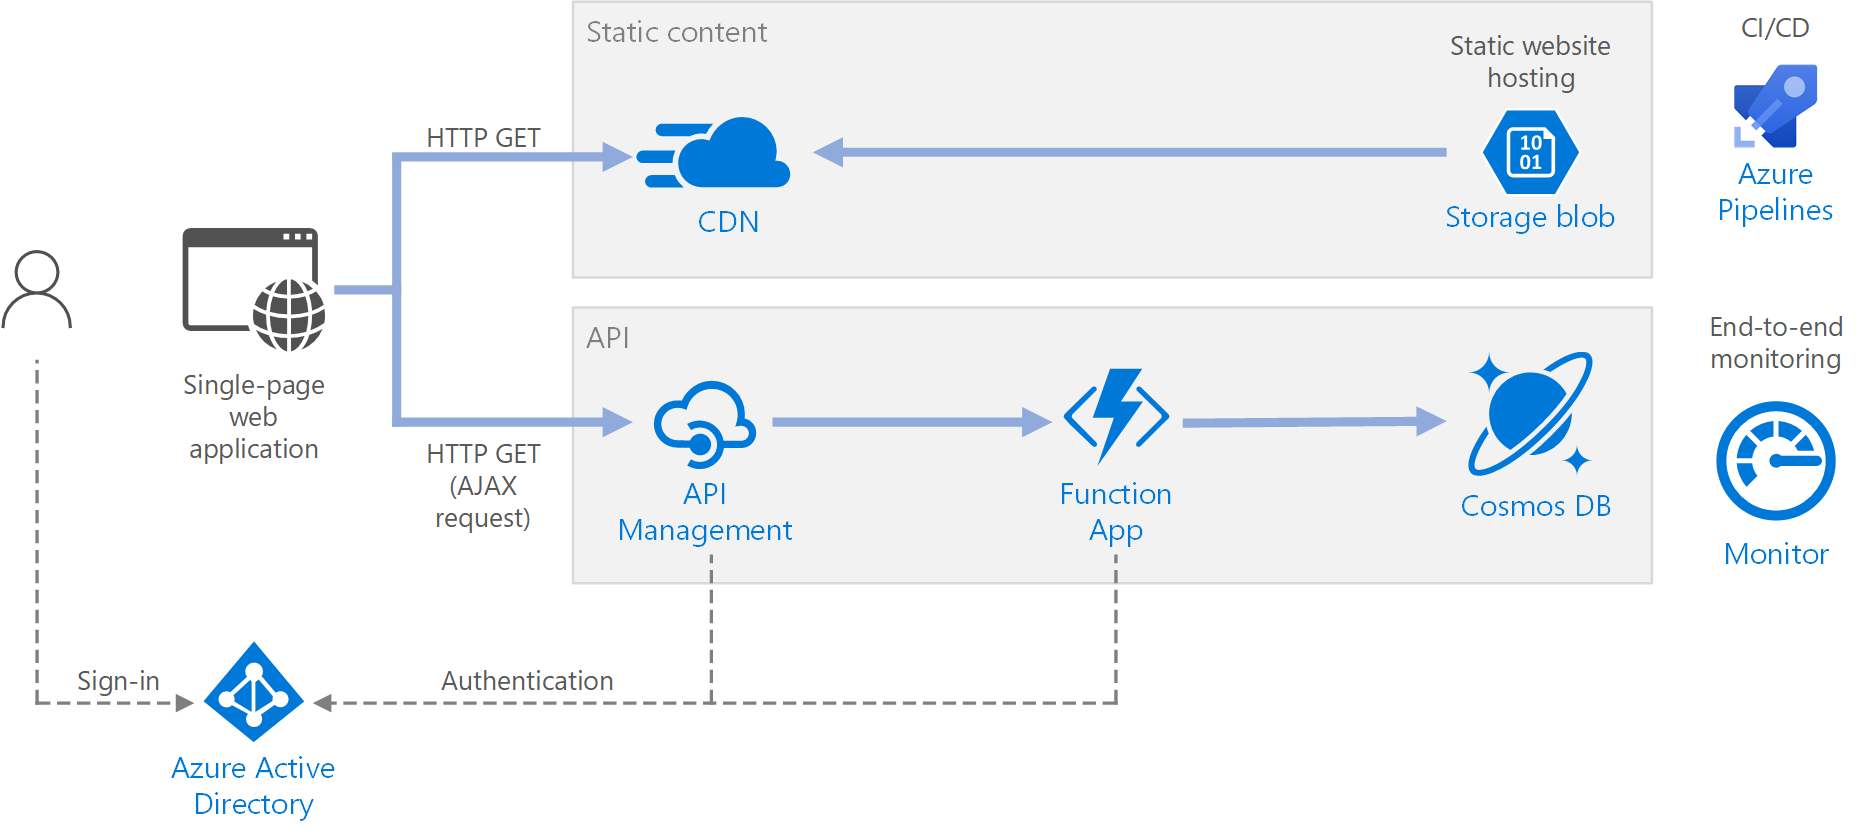 Static content
Static website
hosting
CI/CD
HTTP GET
10
01
CDN
Storage blob
Azure
Pipelines
Single-page
web
application
API
HTTP GET
(AJAX
request)
API
Management
Function
App
Cosmos DB
End-to-end
monitoring
Monitor
Sign-in
Authentication
Azure Active
Directory